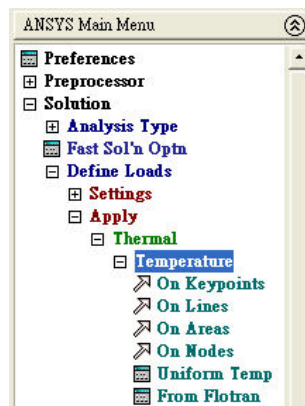 ANSYS Main Menu
Preferences
Preprocessor
Solution
Analysis Type
Fast Sol'n Optn
Define Loads
Settings
Apply
Thermal
Temperature
On Keypoints
On Lines
On Areas
On Nodes
Uniform Temp
From Flotran